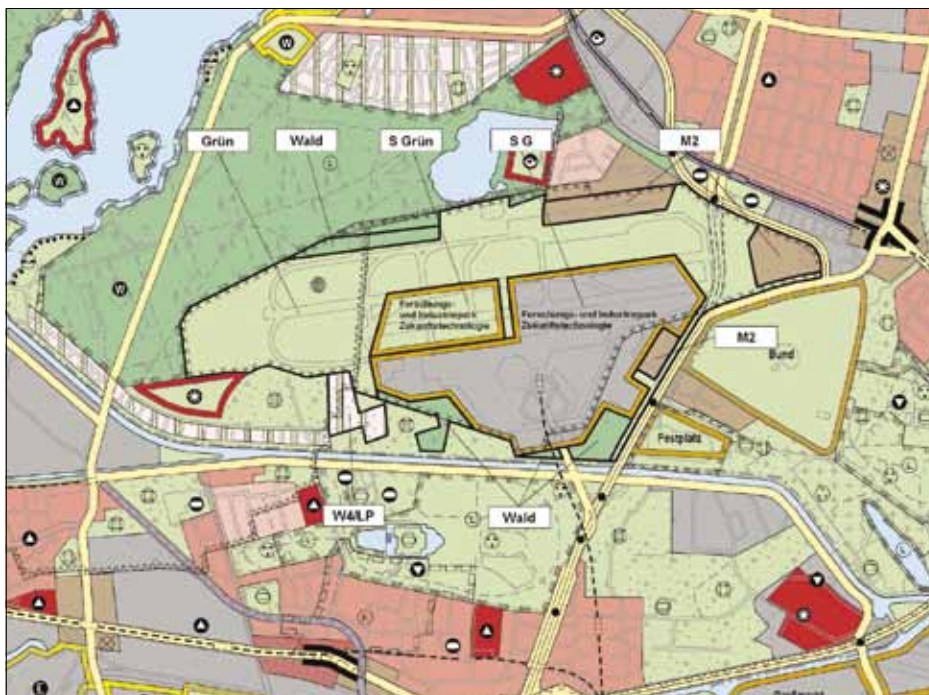 Grün
Wald
S Grün
S G
M2
Forschungs-
und Industriepark
Zukunftstechnologie
Forschungs- und Industriepark
Zukunftstechnologie
M2
Bund
Festplatz
W4/LP
Wald